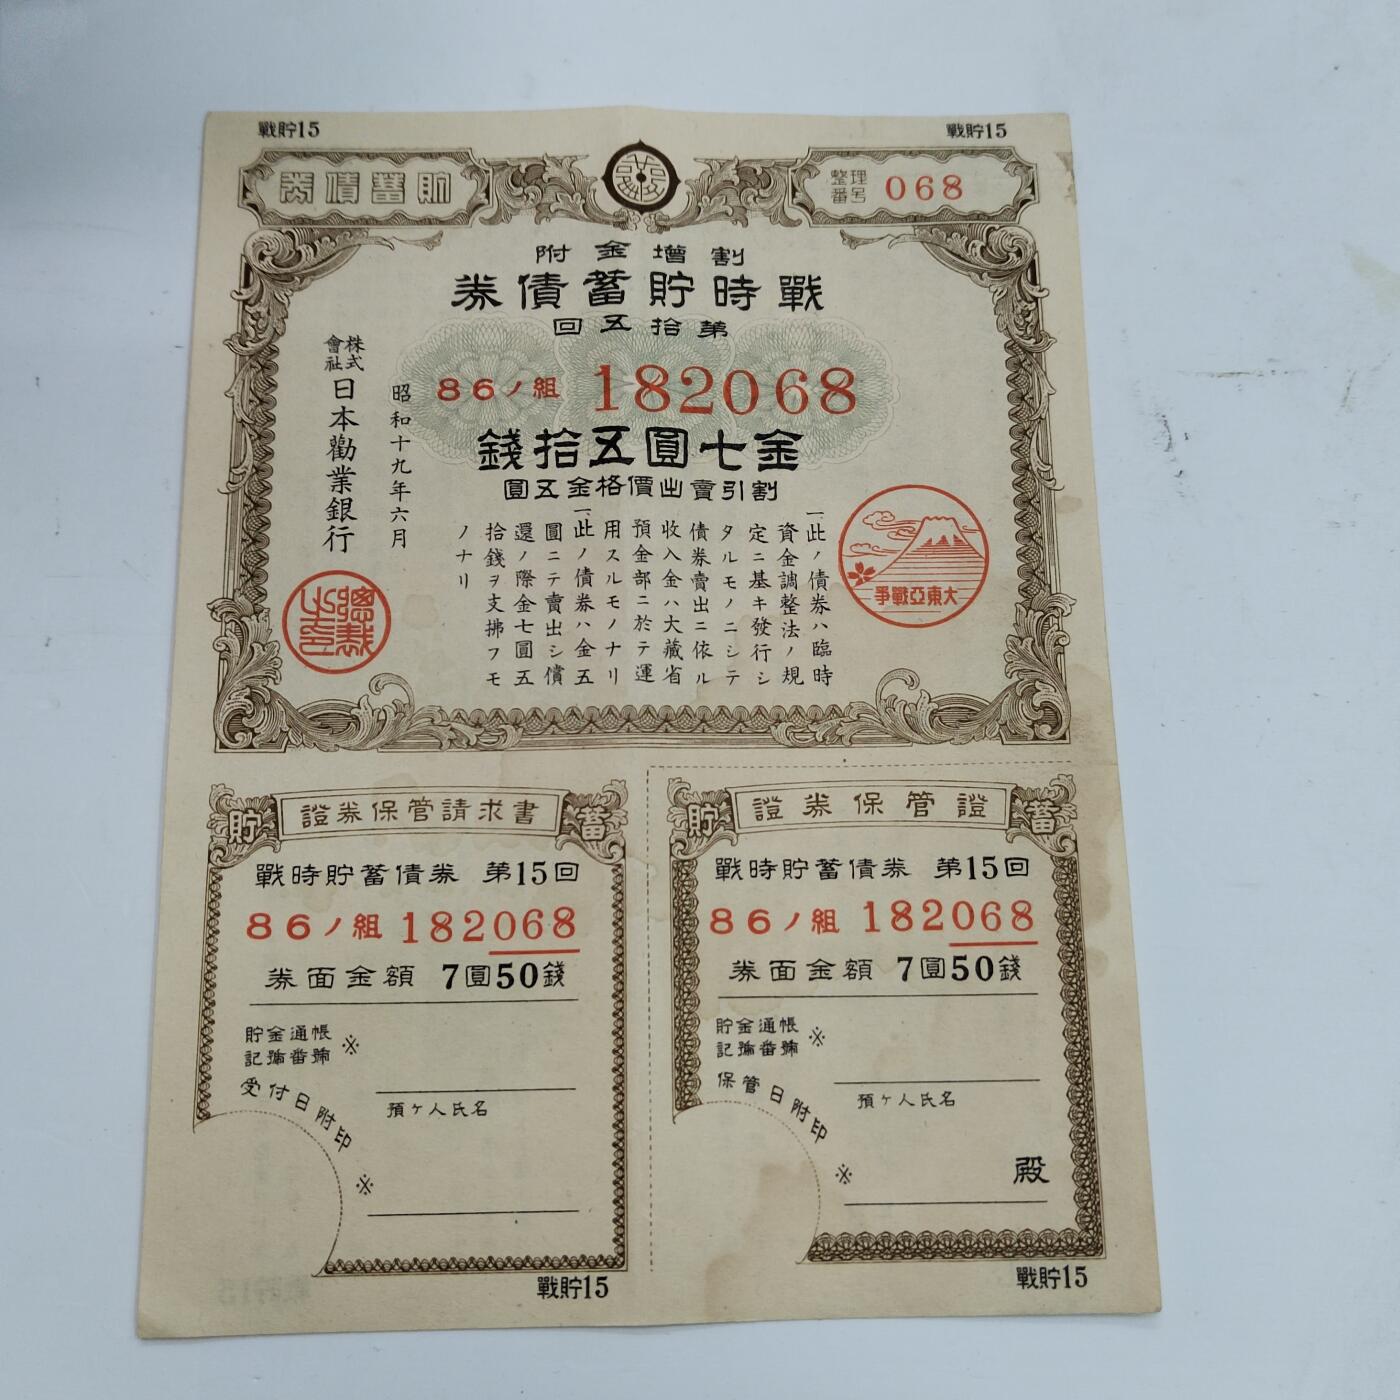 戰貯15
戰貯15
貯蓄債券
整理番号 068
割增金附
戰時貯蓄債券
第拾五回
86ノ組 182068
金七圓五拾錢
割引賣出價格金五圓
一、此ノ債券ハ臨時
資金調整法ノ規
定ニ基キ發行シ
タルモノニシテ
債券賣出ニ依ル
收入金ハ大藏省
預金部ニ於テ運
用スルモノナリ
一、此ノ債券ハ金五
圓ニテ賣出シ償
還ノ際金七圓五
拾錢ヲ支拂フモ
ノナリ
大東亞戰爭
昭和十九年六月
株式會社日本勸業銀行
總裁之印
貯 證券保管請求書 蓄
戰時貯蓄債券 第15回
86ノ組 182068
券面金額 7圓50錢
貯金通帳
記號番號 ※
預ケ人氏名
受付日附印 ※
戰貯15
貯 證券保管證 蓄
戰時貯蓄債券 第15回
86ノ組 182068
券面金額 7圓50錢
貯金通帳
記號番號 ※
預ケ人氏名
保管日附印 ※
殿
戰貯15